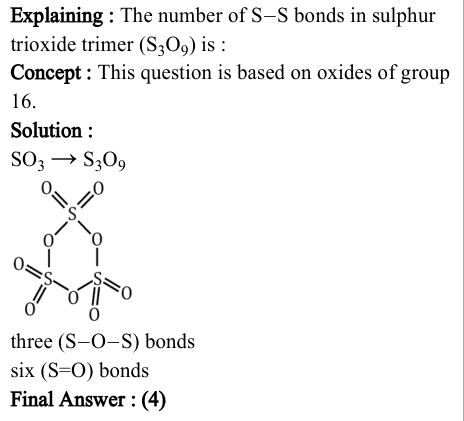 Explaining : The number of S–S bonds in sulphur
trioxide trimer (S₃O₉) is :
Concept : This question is based on oxides of group
16.
Solution :
SO₃ → S₃O₉
O O
S
O O
O S S O
O O O
three (S–O–S) bonds
six (S=O) bonds
Final Answer : (4)